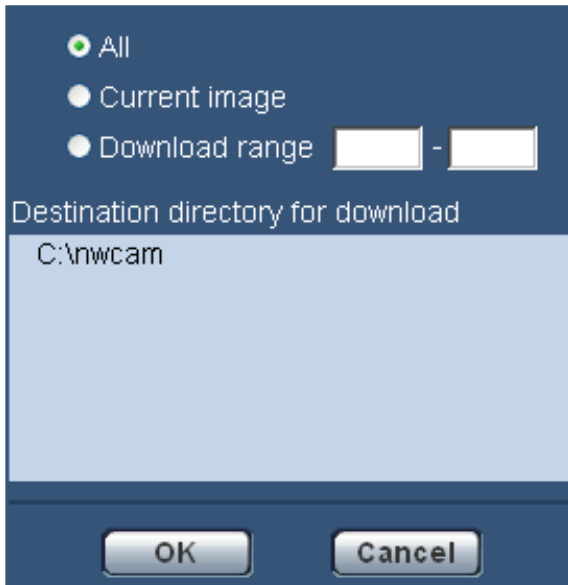 All
Current image
Download range -
Destination directory for download
C:\nwcam
OK Cancel